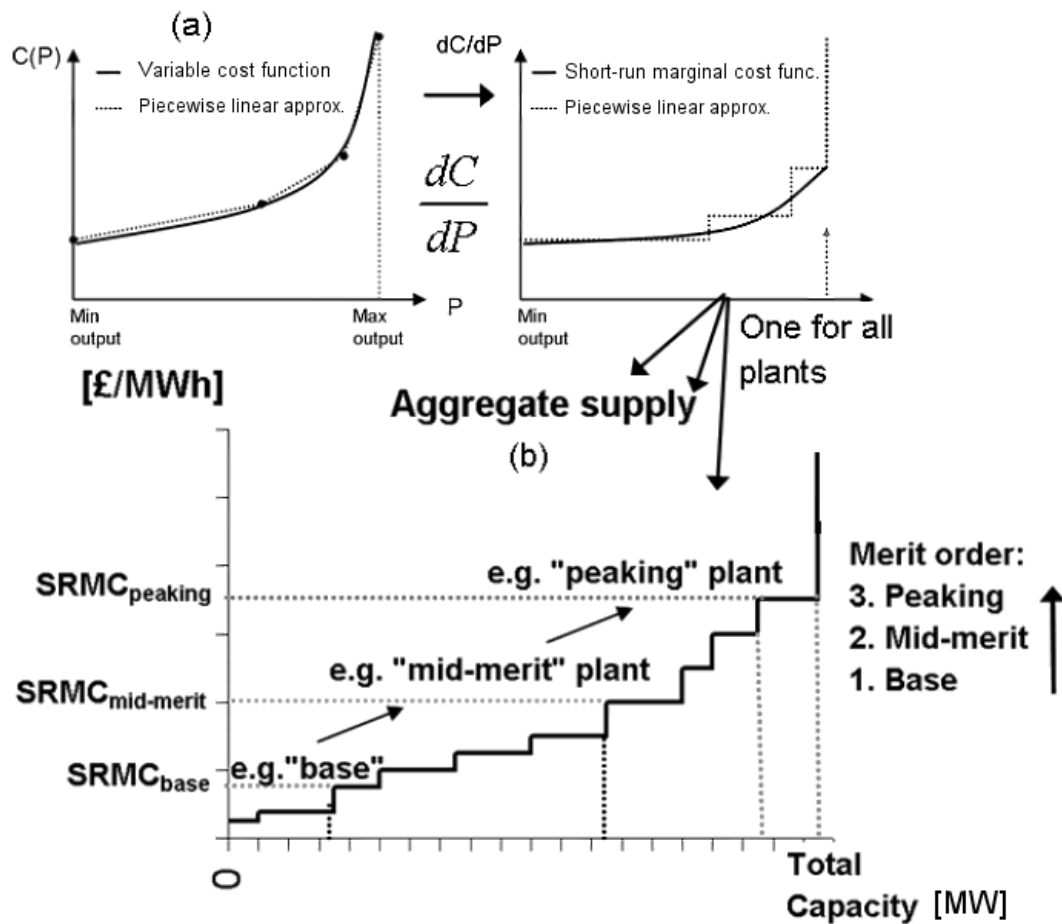 (a)
C(P)
Variable cost function
Piecewise linear approx.
Min
output
Max
output
P
dC/dP
dC
dP
Short-run marginal cost func.
Piecewise linear approx.
Min
output
One for all
plants
[£/MWh]
Aggregate supply
(b)
SRMCpeaking
SRMCmid-merit
SRMCbase
e.g. "peaking" plant
e.g. "mid-merit" plant
e.g."base"
Merit order:
3. Peaking
2. Mid-merit
1. Base
0
Total
Capacity [MW]